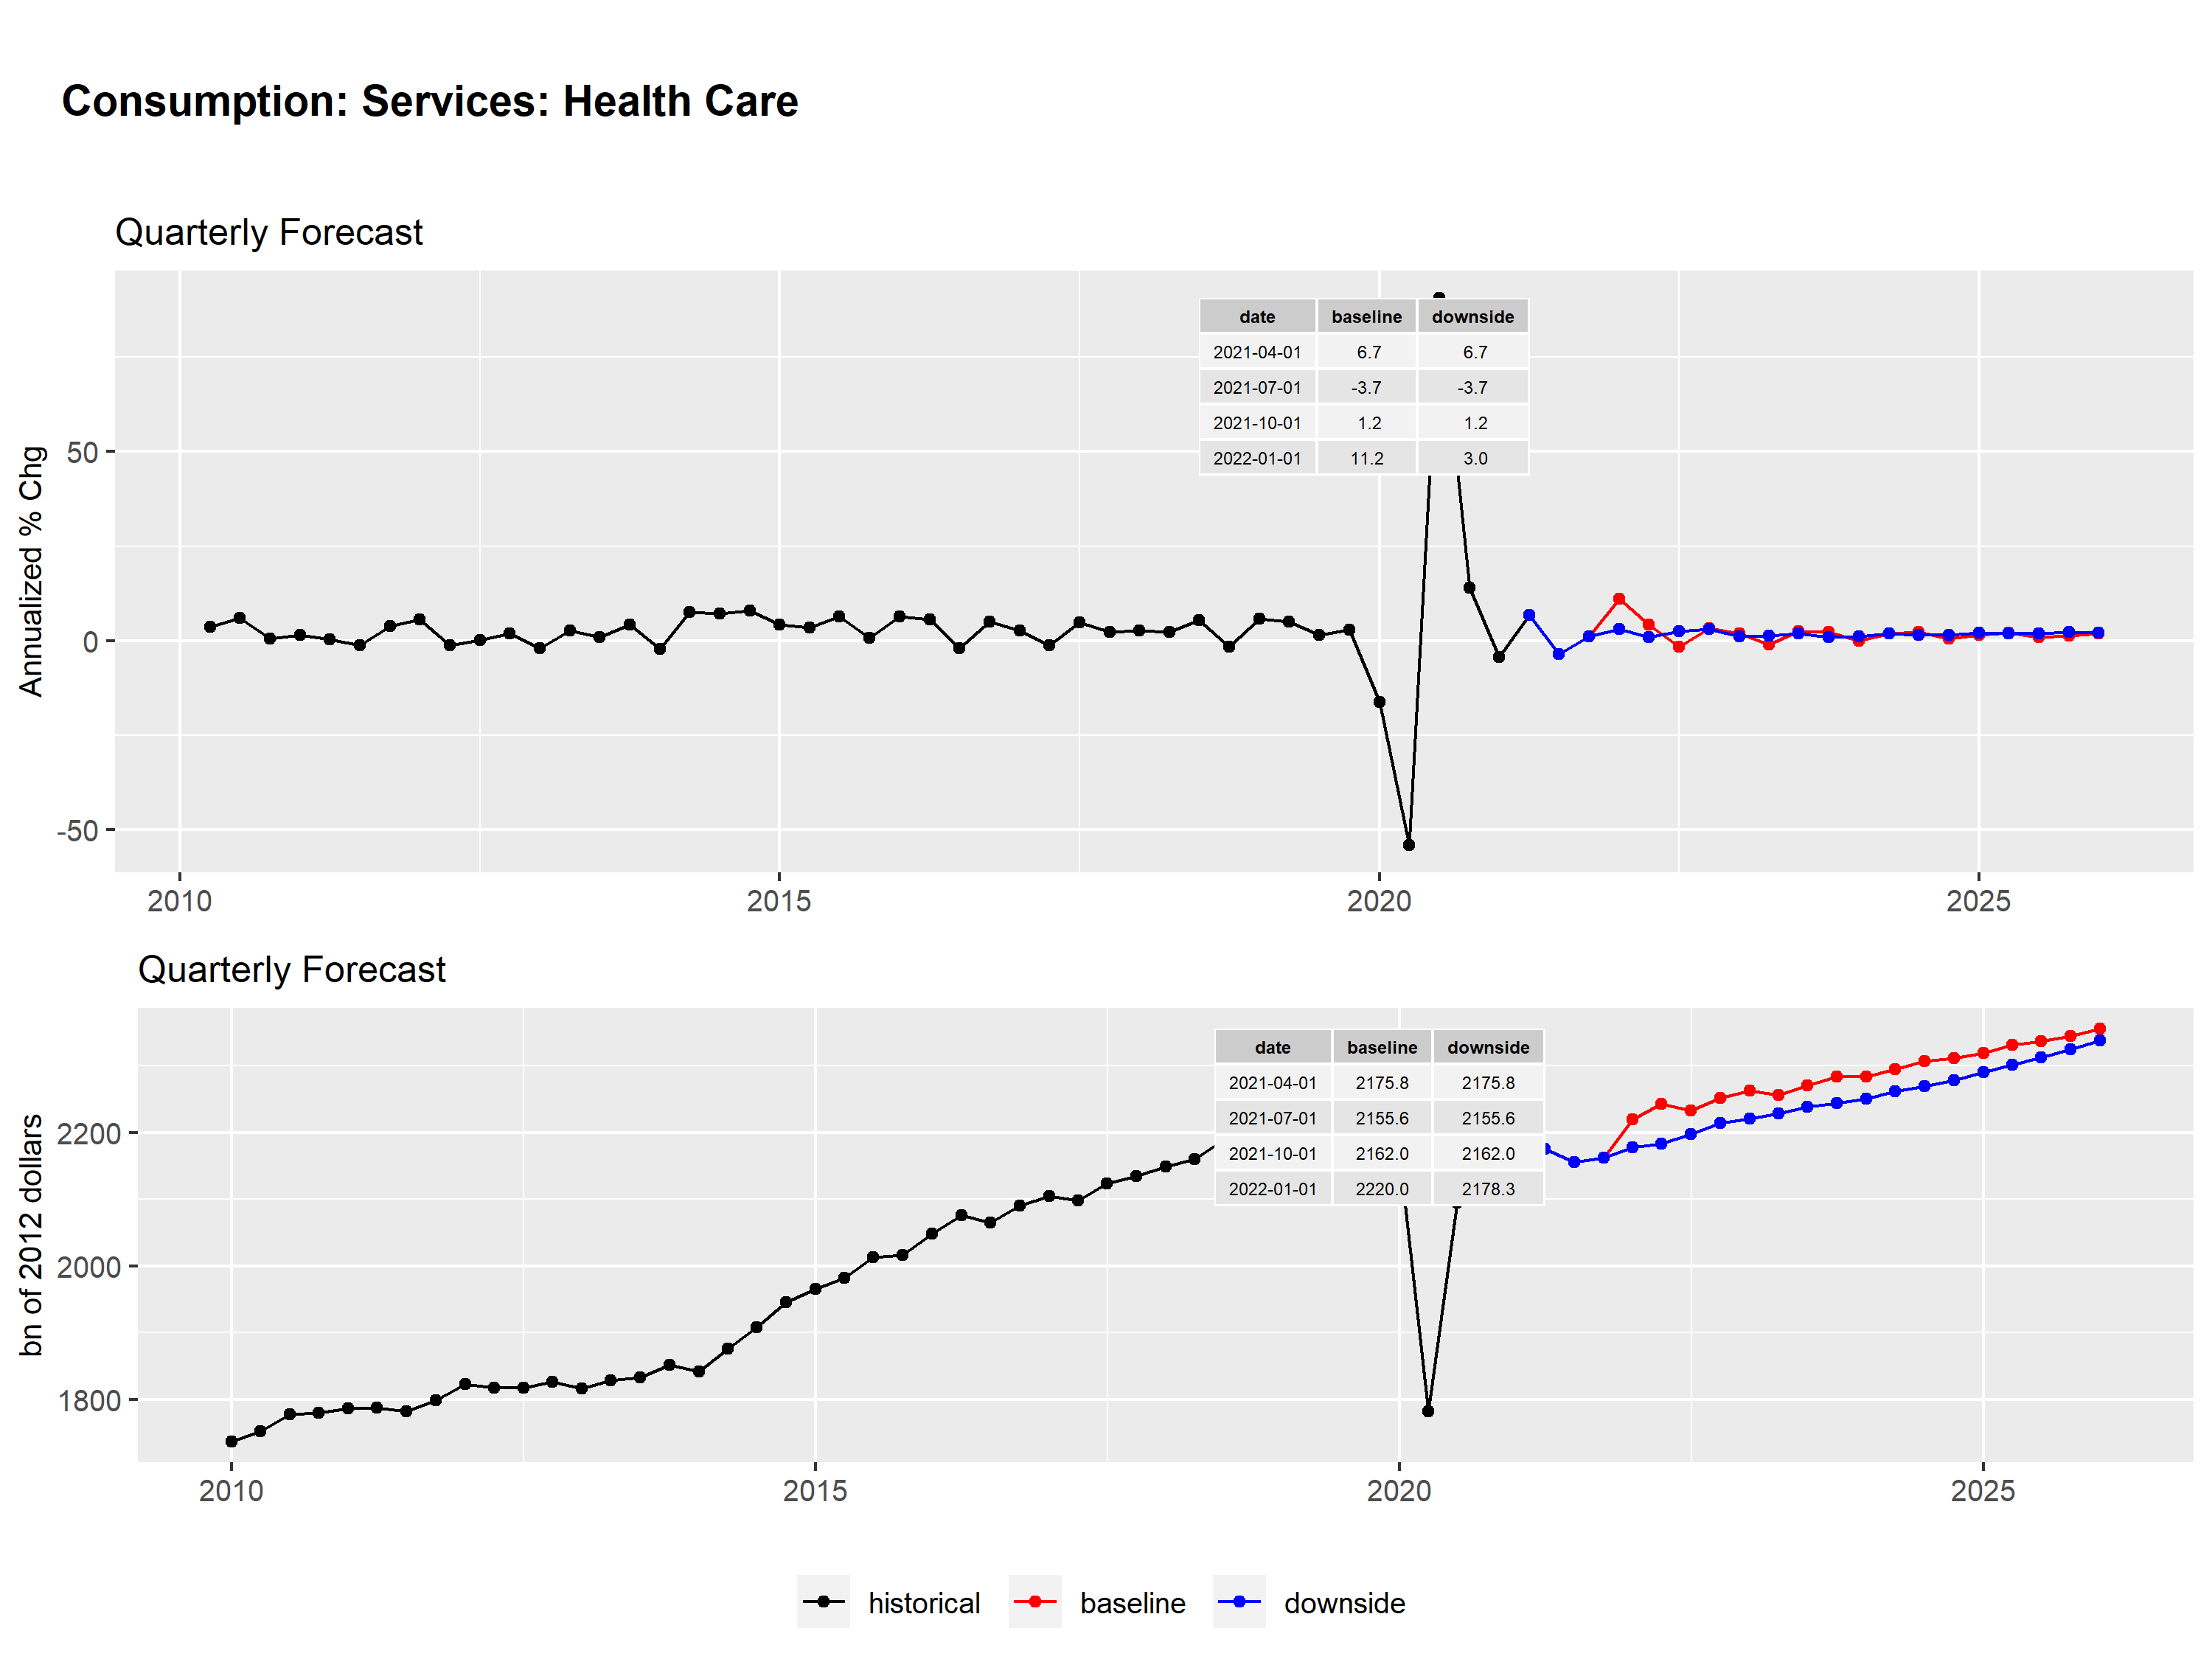 Consumption: Services: Health Care
Quarterly Forecast
Annualized % Chg
50
0
-50
date baseline downside
2021-04-01 6.7 6.7
2021-07-01 -3.7 -3.7
2021-10-01 1.2 1.2
2022-01-01 11.2 3.0
2010 2015 2020 2025
Quarterly Forecast
bn of 2012 dollars
2200
2000
1800
date baseline downside
2021-04-01 2175.8 2175.8
2021-07-01 2155.6 2155.6
2021-10-01 2162.0 2162.0
2022-01-01 2220.0 2178.3
2010 2015 2020 2025
historical baseline downside